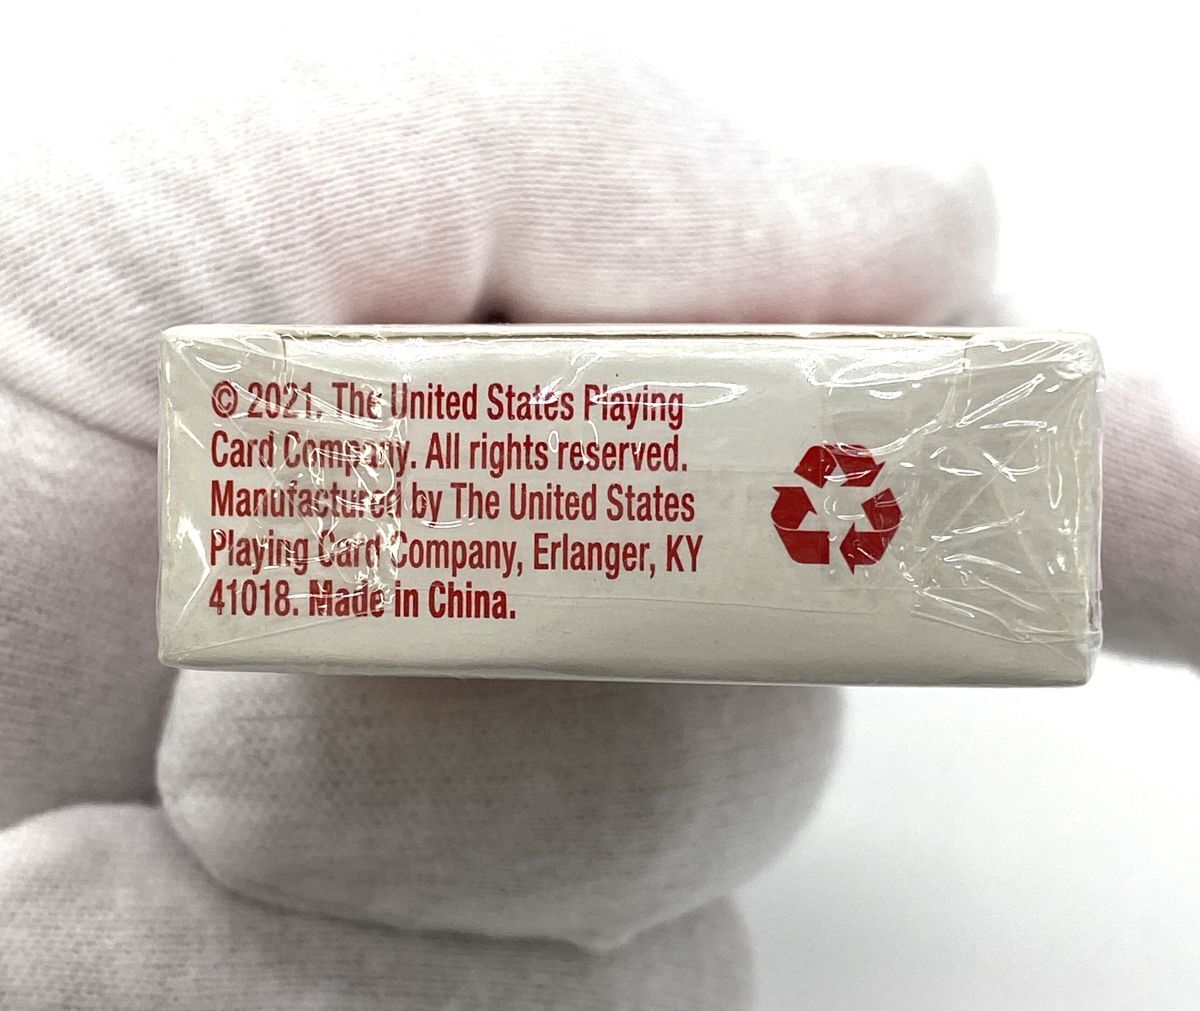 © 2021. The United States Playing
Card Company. All rights reserved.
Manufactured by The United States
Playing Card Company, Erlanger, KY
41018. Made in China.